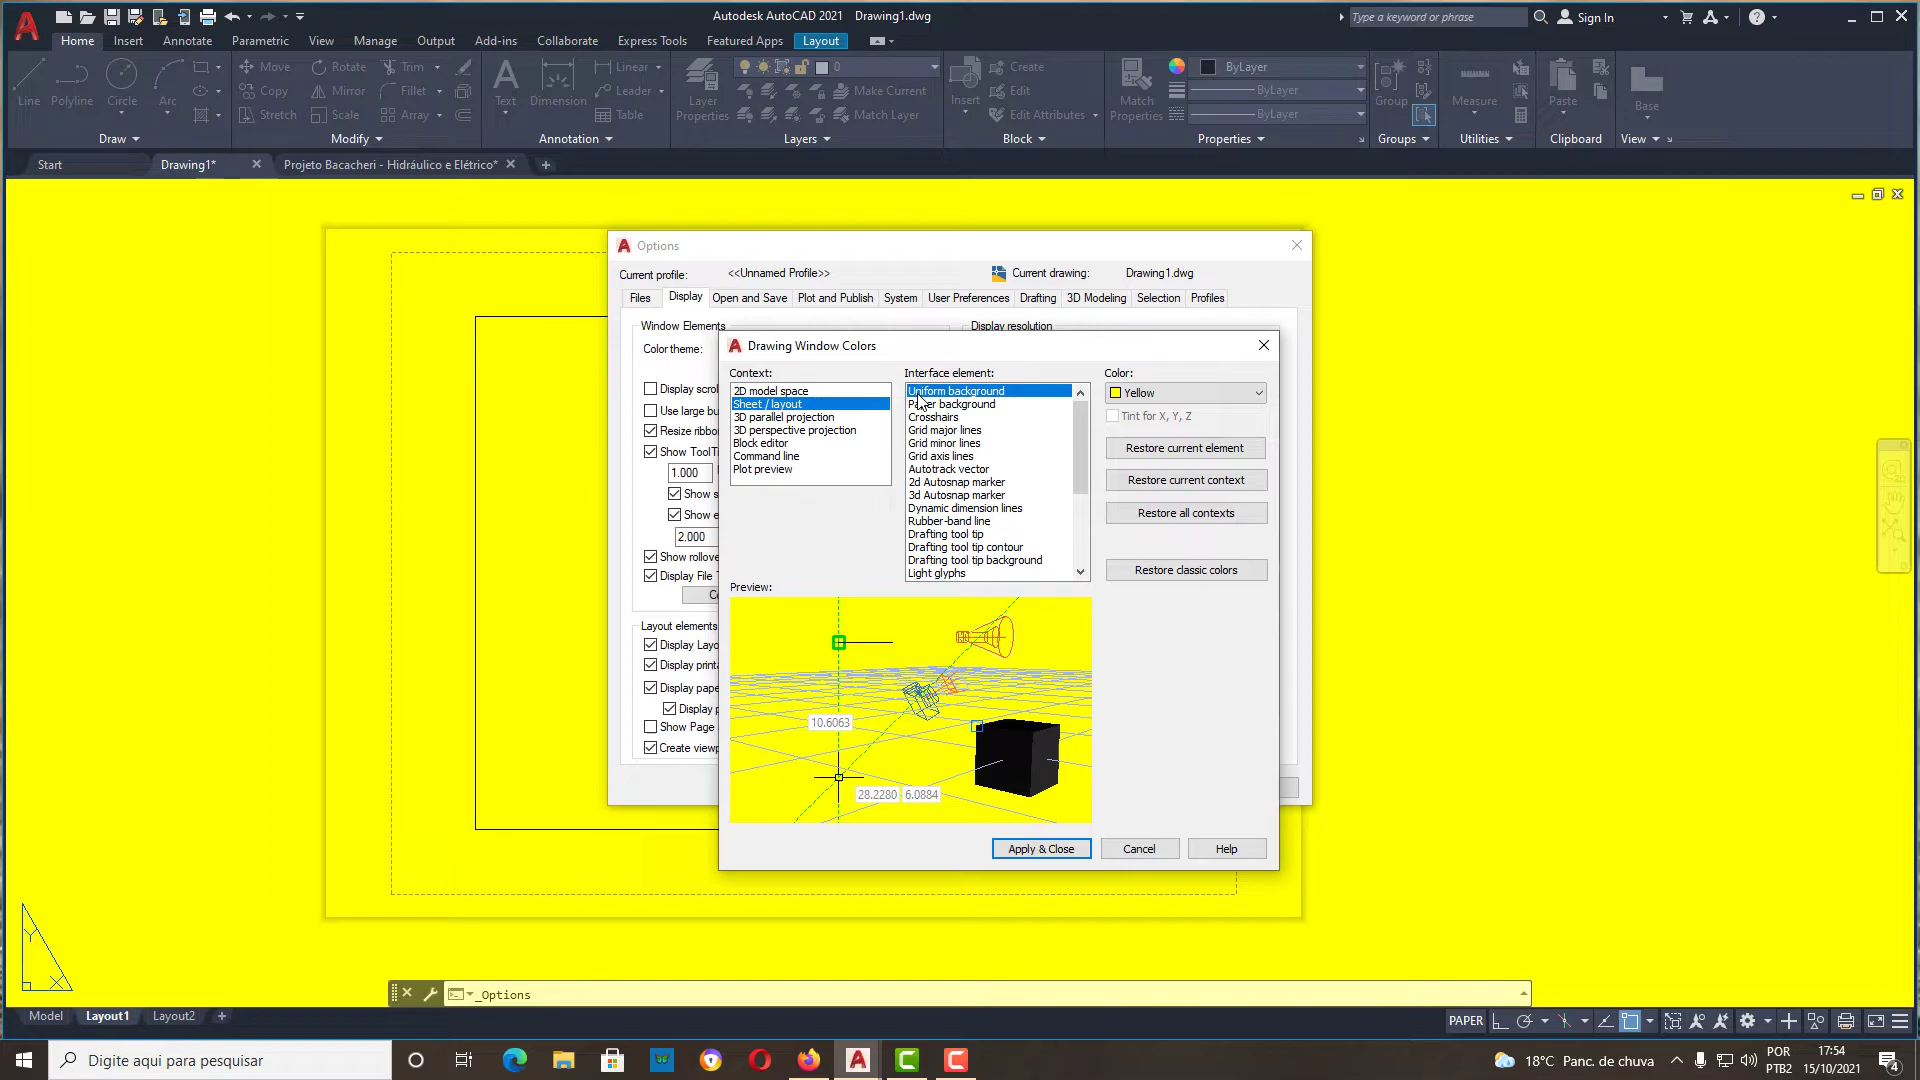 Autodesk AutoCAD 2021 Drawing1.dwg
Type a keyword or phrase
Sign In
Home Insert Annotate Parametric View Manage Output Add-ins Collaborate Express Tools Featured Apps Layout
Line Polyline Circle Arc
Move Rotate Trim
Copy Mirror Fillet
Stretch Scale Array
Text Dimension
Linear
Leader
Table
Layer Properties
0
Make Current
Match Layer
Insert
Create
Edit
Edit Attributes
Match Properties
ByLayer
ByLayer
ByLayer
Group
Measure
Paste
Base
Draw Modify Annotation Layers Block Properties Groups Utilities Clipboard View
Start Drawing1* Projeto Bacacheri - Hidráulico e Elétrico*
Options
Current profile: <<Unnamed Profile>> Current drawing: Drawing1.dwg
Files Display Open and Save Plot and Publish System User Preferences Drafting 3D Modeling Selection Profiles
Window Elements Display resolution
Color theme:
Display scrol
Use large bu
Resize ribbo
Show ToolTi
1.000
Show s
Show e
2.000
Show rollove
Display File T
Layout elements
Display Layo
Display printa
Display pape
Display p
Show Page
Create viewp
Drawing Window Colors
Context: Interface element: Color:
2D model space
Sheet / layout
3D parallel projection
3D perspective projection
Block editor
Command line
Plot preview
Uniform background
Paper background
Crosshairs
Grid major lines
Grid minor lines
Grid axis lines
Autotrack vector
2d Autosnap marker
3d Autosnap marker
Dynamic dimension lines
Rubber-band line
Drafting tool tip
Drafting tool tip contour
Drafting tool tip background
Light glyphs
Yellow
Tint for X, Y, Z
Restore current element
Restore current context
Restore all contexts
Restore classic colors
Preview:
10.6063
28.2280 6.0884
Apply & Close Cancel Help
Y
X
_Options
Model Layout1 Layout2
PAPER
Digite aqui para pesquisar
18°C Panc. de chuva
POR
PTB2
17:54
15/10/2021
4